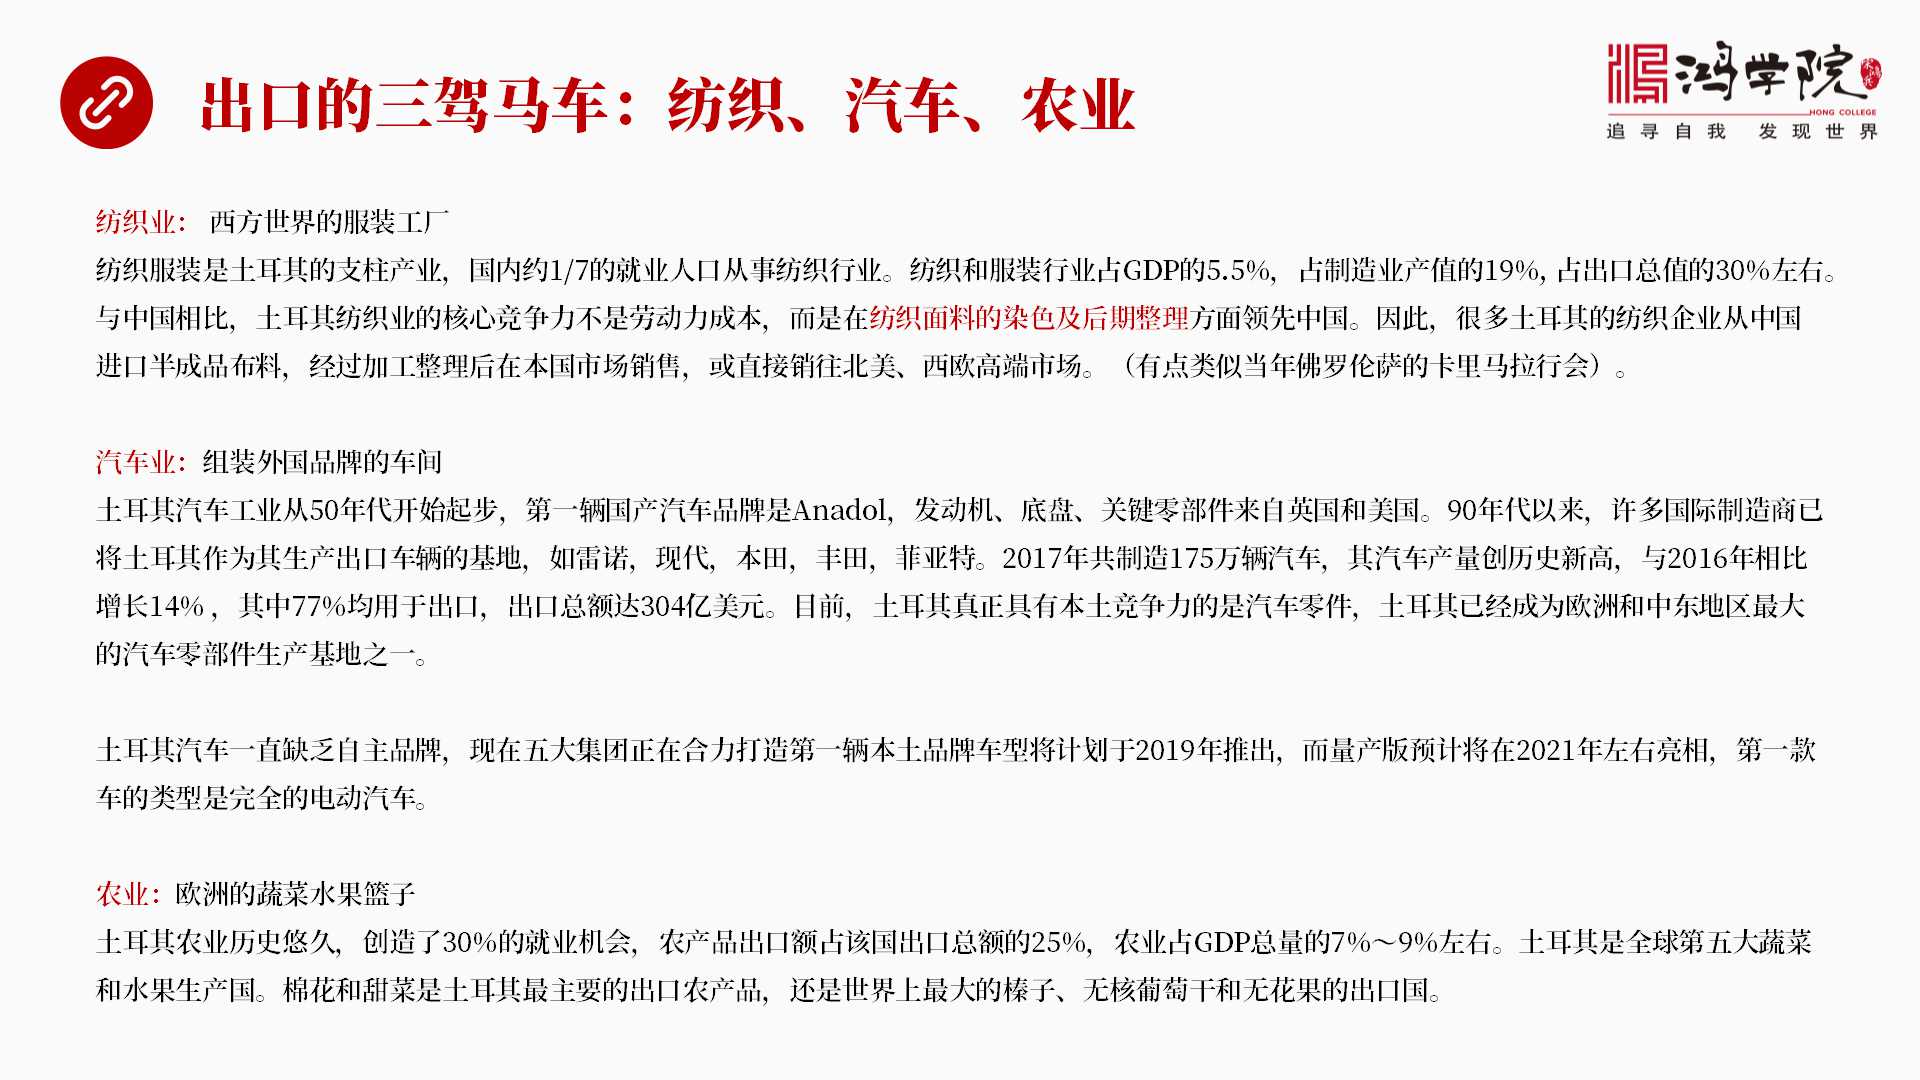 出口的三驾马车：纺织、汽车、农业
鸿学院
HONG COLLEGE
追寻自我 发现世界
纺织业： 西方世界的服装工厂
纺织服装是土耳其的支柱产业，国内约1/7的就业人口从事纺织行业。纺织和服装行业占GDP的5.5%，占制造业产值的19%, 占出口总值的30%左右。
与中国相比，土耳其纺织业的核心竞争力不是劳动力成本，而是在纺织面料的染色及后期整理方面领先中国。因此，很多土耳其的纺织企业从中国
进口半成品布料，经过加工整理后在本国市场销售，或直接销往北美、西欧高端市场。（有点类似当年佛罗伦萨的卡里马拉行会）。
汽车业：组装外国品牌的车间
土耳其汽车工业从50年代开始起步，第一辆国产汽车品牌是Anadol，发动机、底盘、关键零部件来自英国和美国。90年代以来，许多国际制造商已
将土耳其作为其生产出口车辆的基地，如雷诺，现代，本田，丰田，菲亚特。2017年共制造175万辆汽车，其汽车产量创历史新高，与2016年相比
增长14% ，其中77%均用于出口，出口总额达304亿美元。目前，土耳其真正具有本土竞争力的是汽车零件，土耳其已经成为欧洲和中东地区最大
的汽车零部件生产基地之一。
土耳其汽车一直缺乏自主品牌，现在五大集团正在合力打造第一辆本土品牌车型将计划于2019年推出，而量产版预计将在2021年左右亮相，第一款
车的类型是完全的电动汽车。
农业：欧洲的蔬菜水果篮子
土耳其农业历史悠久，创造了30%的就业机会，农产品出口额占该国出口总额的25%，农业占GDP总量的7%～9%左右。土耳其是全球第五大蔬菜
和水果生产国。棉花和甜菜是土耳其最主要的出口农产品，还是世界上最大的榛子、无核葡萄干和无花果的出口国。